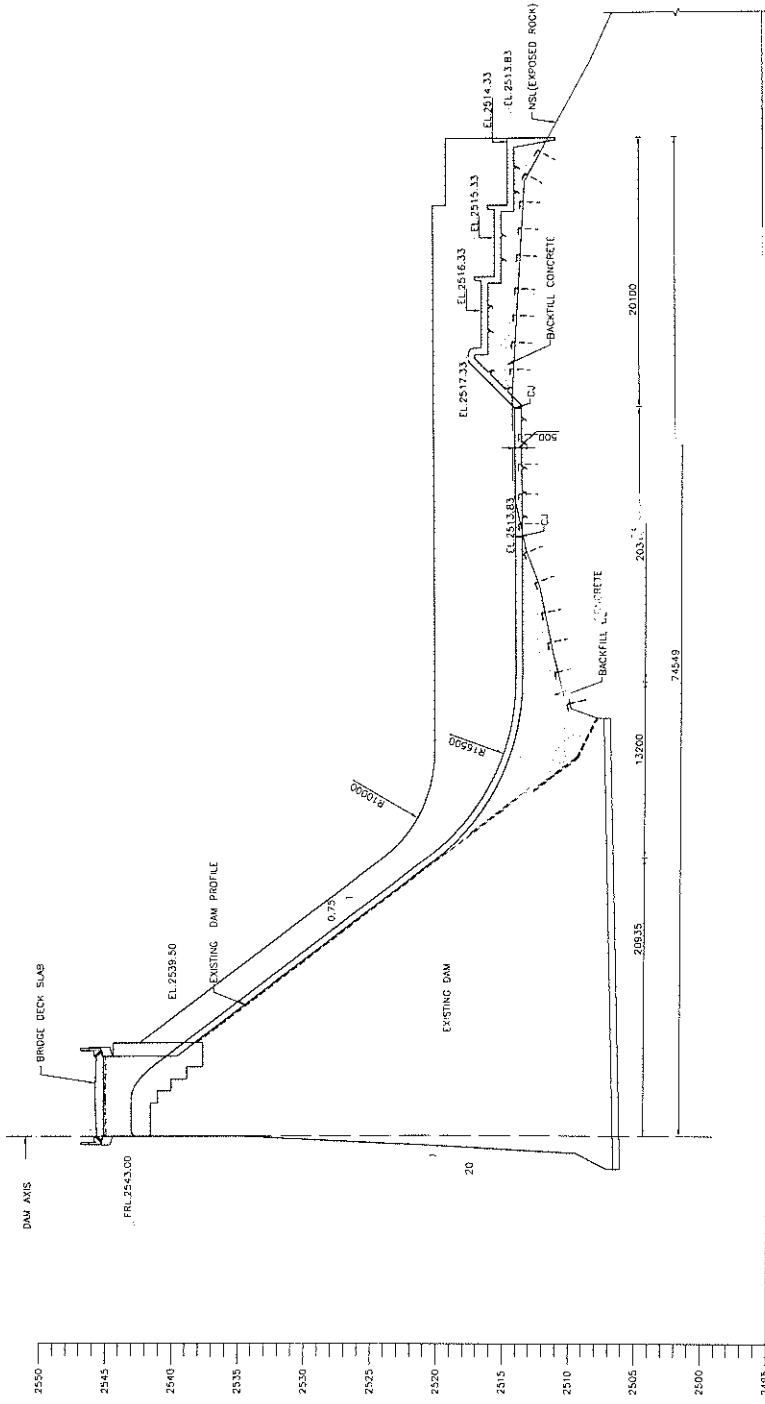 DAM AXIS
BRIDGE DECK SLAB
FRL.2543.00
EL.2539.50
EXISTING DAM PROFILE
0.75
1
R10000
R15500
EXISTING DAM
20
EL.2513.83
CJ
500
BACKFILL
EL.2517.33
EL.2516.33
EL.2515.33
EL.2514.33
EL.2513.83
NSL(EXPOSED ROCK)
CJ
BACKFILL CONCRETE
20935
13200
20100
74549
2550
2545
2540
2535
2530
2525
2520
2515
2510
2505
2500
2495